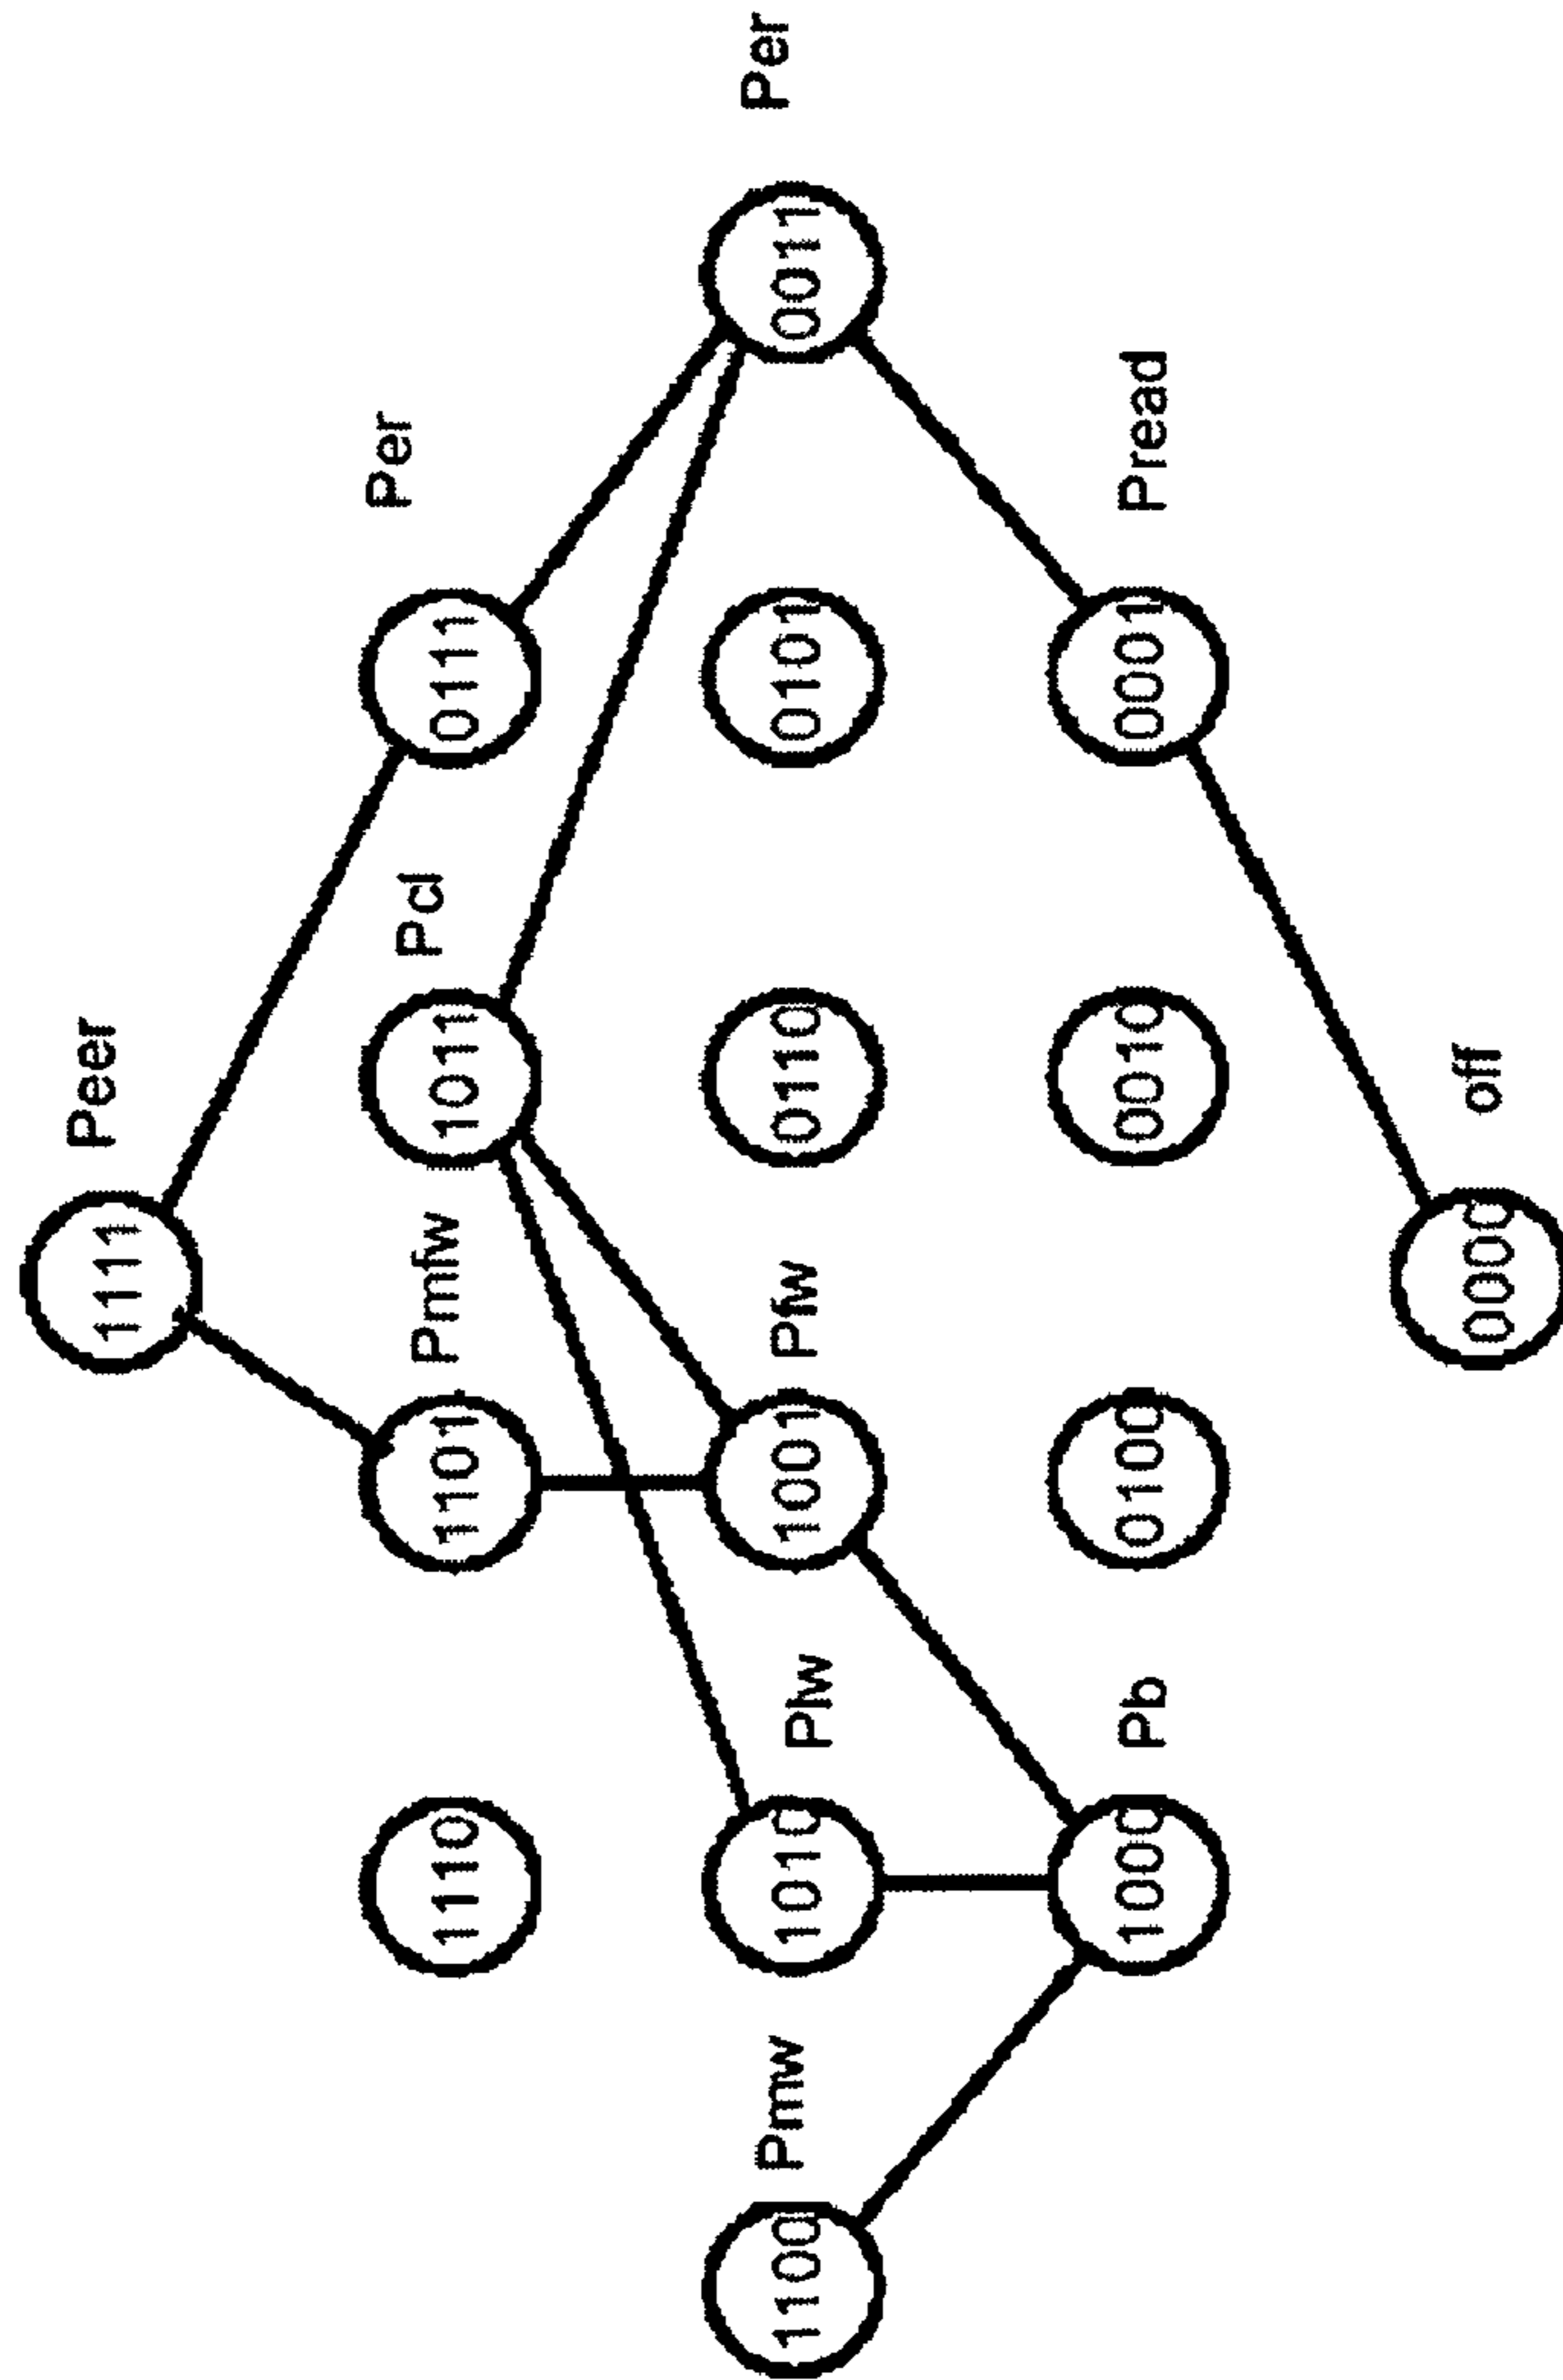 1111 Peer
1110 1101 Pmfw 1011 Pcl 0111 Per
1100 Pmw 1010 Plw 1001 Pfw 0110 0101 0011 Per
1000 Pb 0100 0010 0001 Pread
0000 off